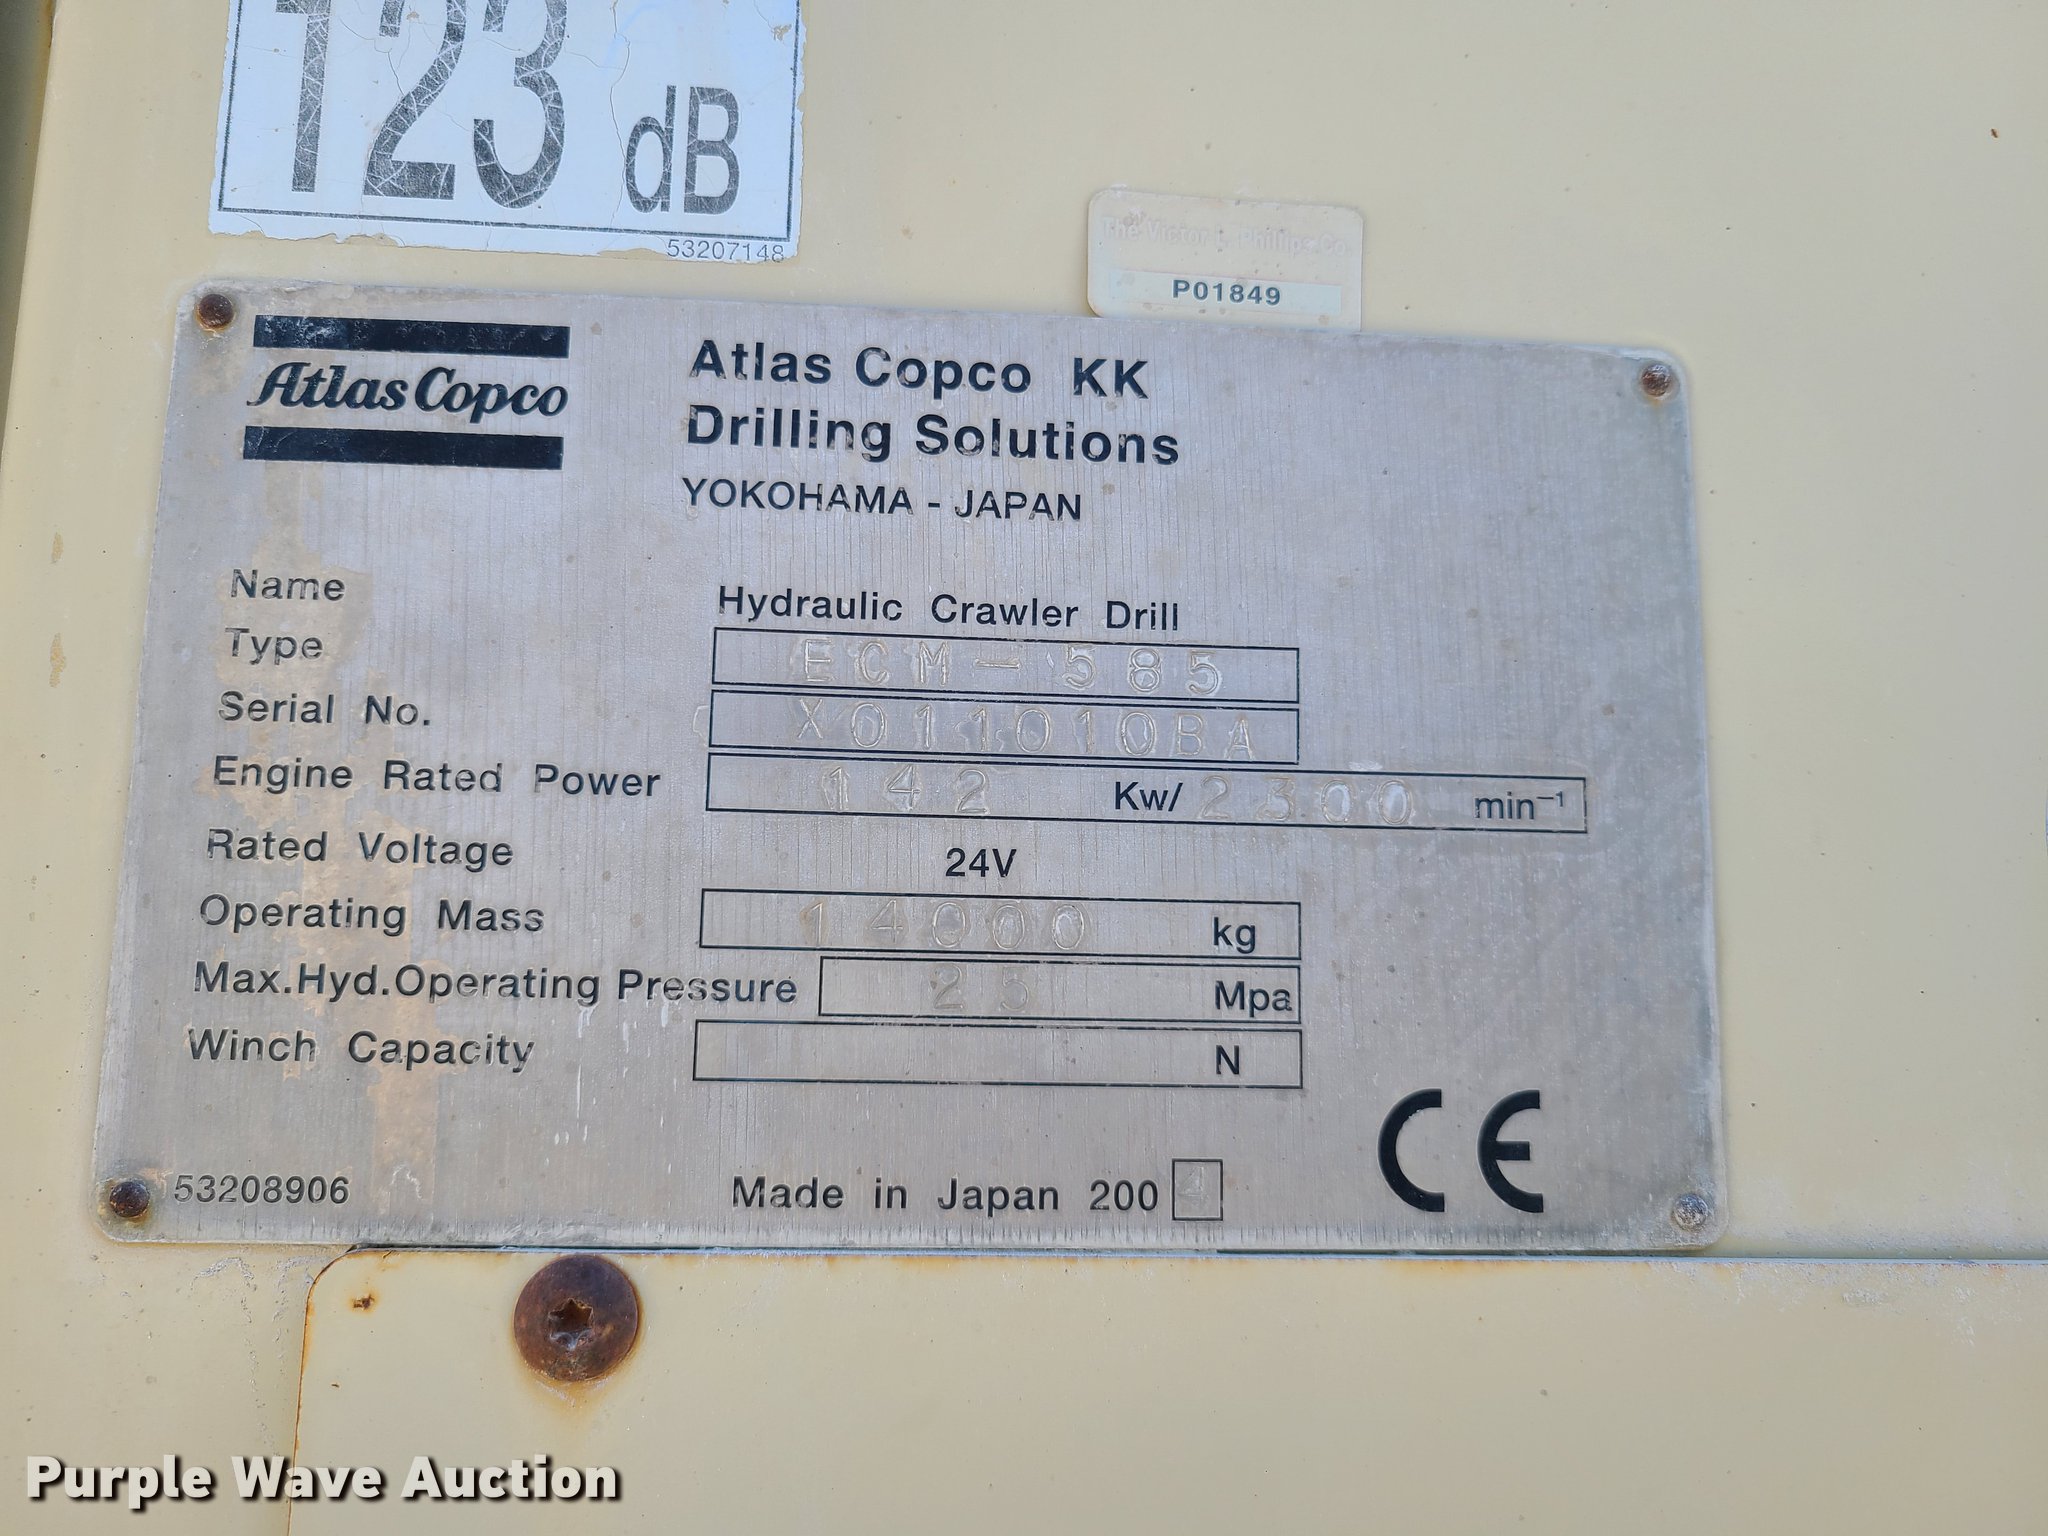 123 dB
53207148
The Victor L. Phillips Co.
P01849
Atlas Copco
Atlas Copco KK
Drilling Solutions
YOKOHAMA - JAPAN
Name Hydraulic Crawler Drill
Type ECM-585
Serial No. X011010BA
Engine Rated Power 142 Kw/ 2300 min⁻¹
Rated Voltage 24V
Operating Mass 14000 kg
Max.Hyd.Operating Pressure 25 Mpa
Winch Capacity N
53208906 Made in Japan 2004 CE
Purple Wave Auction